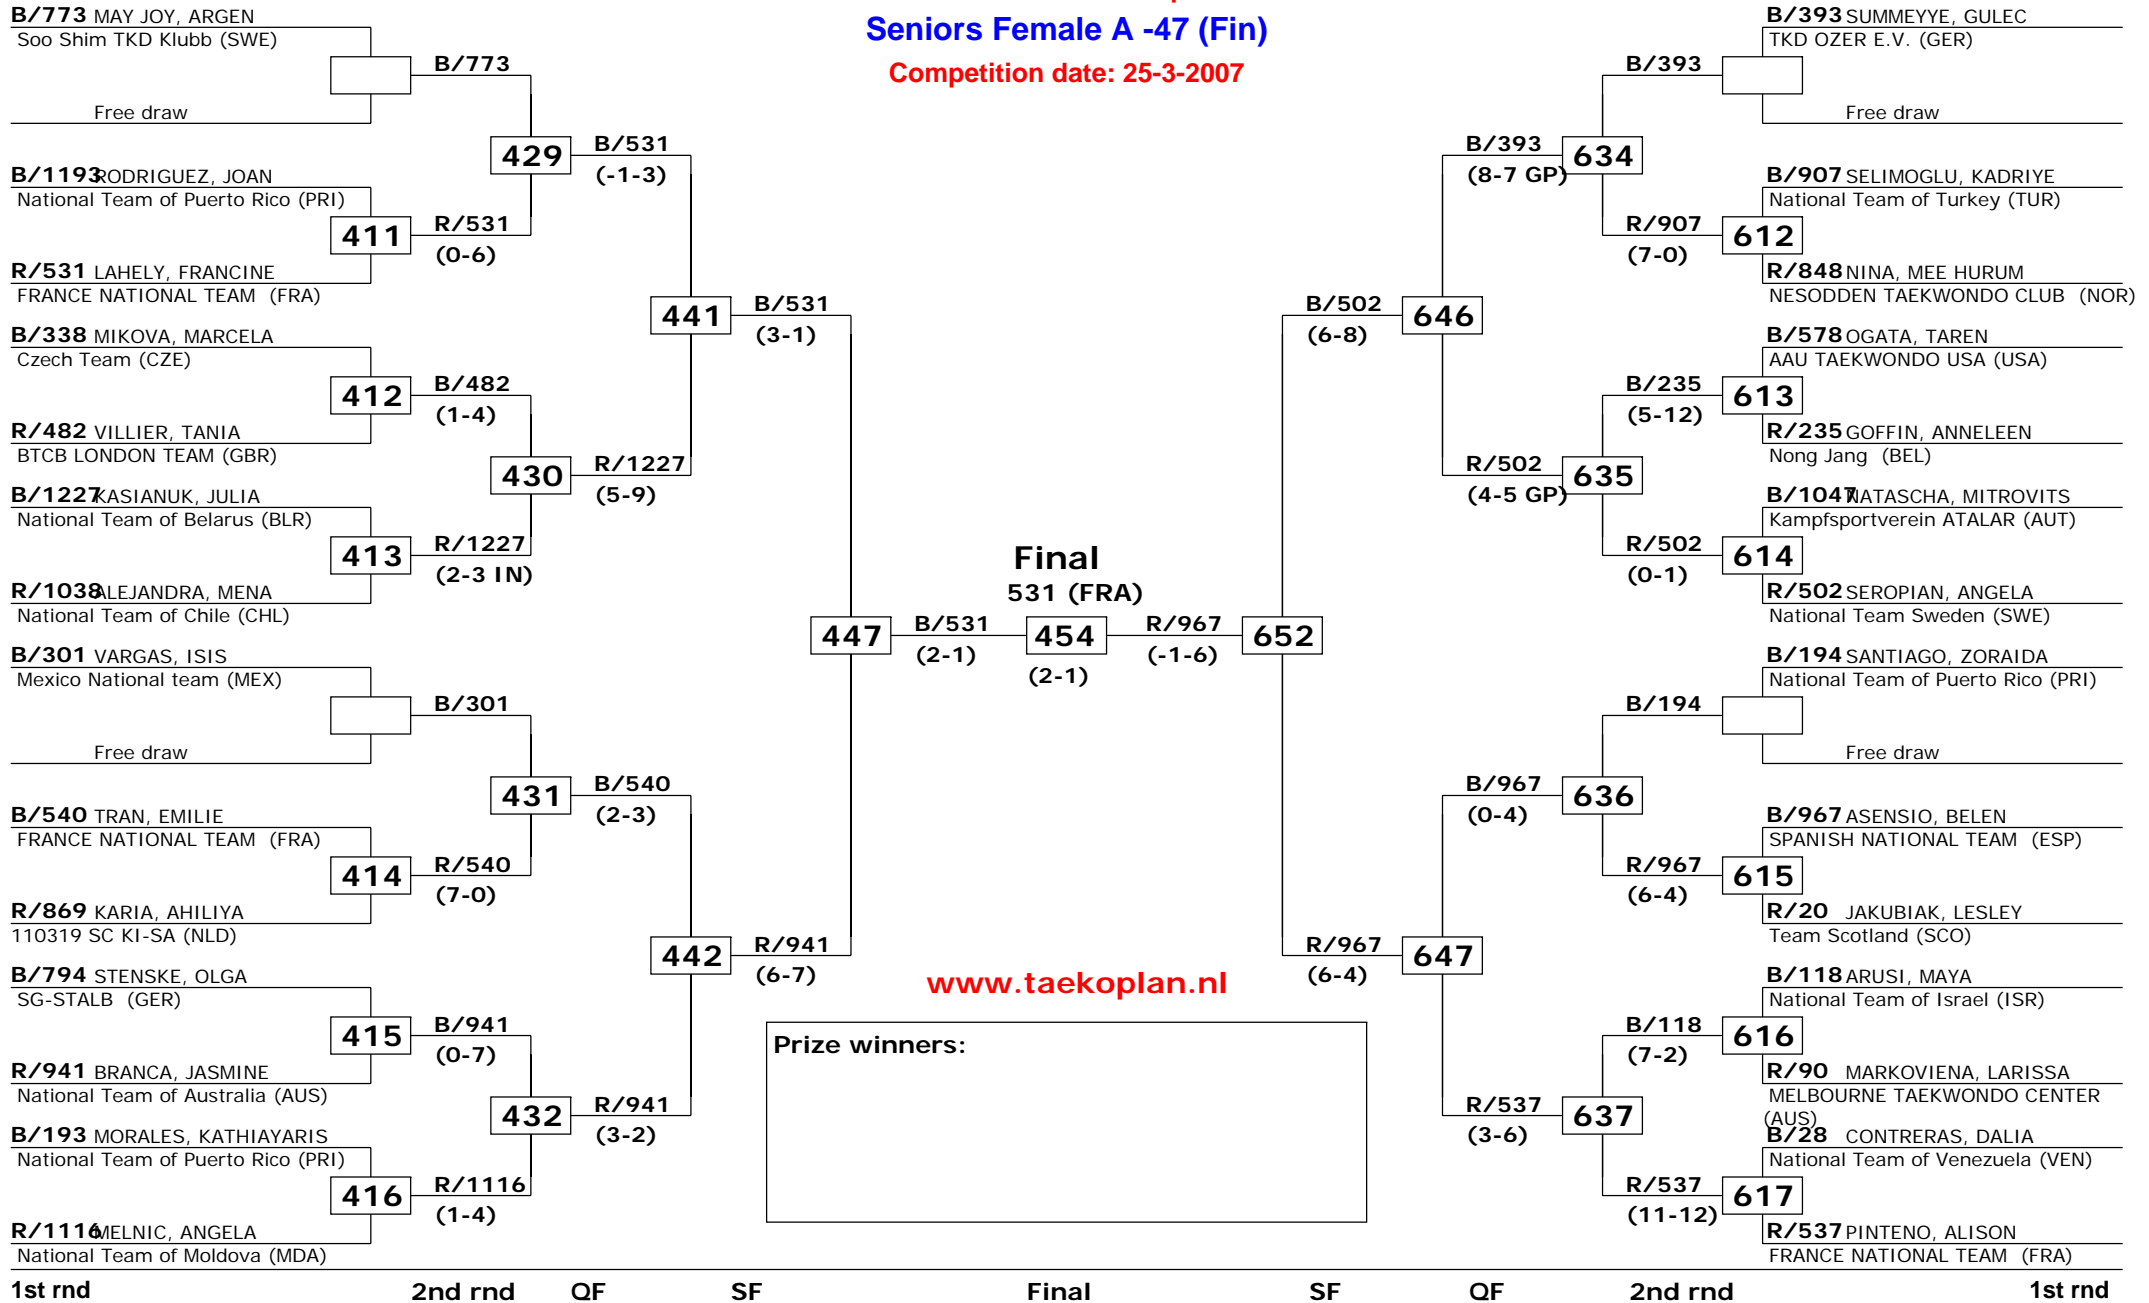 Seniors Female A -47 (Fin)
Competition date: 25-3-2007
B/773 MAY JOY, ARGEN
Soo Shim TKD Klubb (SWE)
Free draw
B/1193 RODRIGUEZ, JOAN
National Team of Puerto Rico (PRI)
R/531 LAHELY, FRANCINE
FRANCE NATIONAL TEAM (FRA)
B/338 MIKOVA, MARCELA
Czech Team (CZE)
R/482 VILLIER, TANIA
BTCB LONDON TEAM (GBR)
B/1227 KASIANUK, JULIA
National Team of Belarus (BLR)
R/1038 ALEJANDRA, MENA
National Team of Chile (CHL)
B/301 VARGAS, ISIS
Mexico National team (MEX)
Free draw
B/540 TRAN, EMILIE
FRANCE NATIONAL TEAM (FRA)
R/869 KARIA, AHILIYA
110319 SC KI-SA (NLD)
B/794 STENSKE, OLGA
SG-STALB (GER)
R/941 BRANCA, JASMINE
National Team of Australia (AUS)
B/193 MORALES, KATHIAYARIS
National Team of Puerto Rico (PRI)
R/1116 MELNIC, ANGELA
National Team of Moldova (MDA)
411
412
413
414
415
416
B/773
R/531
(0-6)
B/482
(1-4)
R/1227
(2-3 IN)
B/301
R/540
(7-0)
B/941
(0-7)
R/1116
(1-4)
429
430
431
432
B/531
(-1-3)
R/1227
(5-9)
B/540
(2-3)
R/941
(3-2)
441
442
B/531
(3-1)
R/941
(6-7)
447
B/531
(2-1)
Final
531 (FRA)
454
(2-1)
R/967
(-1-6)
652
B/502
(6-8)
R/967
(6-4)
646
647
B/393
(8-7 GP)
R/502
(4-5 GP)
B/967
(0-4)
R/537
(3-6)
634
635
636
637
B/393
R/907
(7-0)
B/235
(5-12)
R/502
(0-1)
B/194
R/967
(6-4)
B/118
(7-2)
R/537
(11-12)
612
613
614
615
616
617
B/393 SUMMEYYE, GULEC
TKD OZER E.V. (GER)
Free draw
B/907 SELIMOGLU, KADRIYE
National Team of Turkey (TUR)
R/848 NINA, MEE HURUM
NESODDEN TAEKWONDO CLUB (NOR)
B/578 OGATA, TAREN
AAU TAEKWONDO USA (USA)
R/235 GOFFIN, ANNELEEN
Nong Jang (BEL)
B/1047 NATASCHA, MITROVITS
Kampfsportverein ATALAR (AUT)
R/502 SEROPIAN, ANGELA
National Team Sweden (SWE)
B/194 SANTIAGO, ZORAIDA
National Team of Puerto Rico (PRI)
Free draw
B/967 ASENSIO, BELEN
SPANISH NATIONAL TEAM (ESP)
R/20 JAKUBIAK, LESLEY
Team Scotland (SCO)
B/118 ARUSI, MAYA
National Team of Israel (ISR)
R/90 MARKOVIENA, LARISSA
MELBOURNE TAEKWONDO CENTER
(AUS)
B/28 CONTRERAS, DALIA
National Team of Venezuela (VEN)
R/537 PINTENO, ALISON
FRANCE NATIONAL TEAM (FRA)
www.taekoplan.nl
Prize winners:
1st rnd 2nd rnd QF SF Final SF QF 2nd rnd 1st rnd